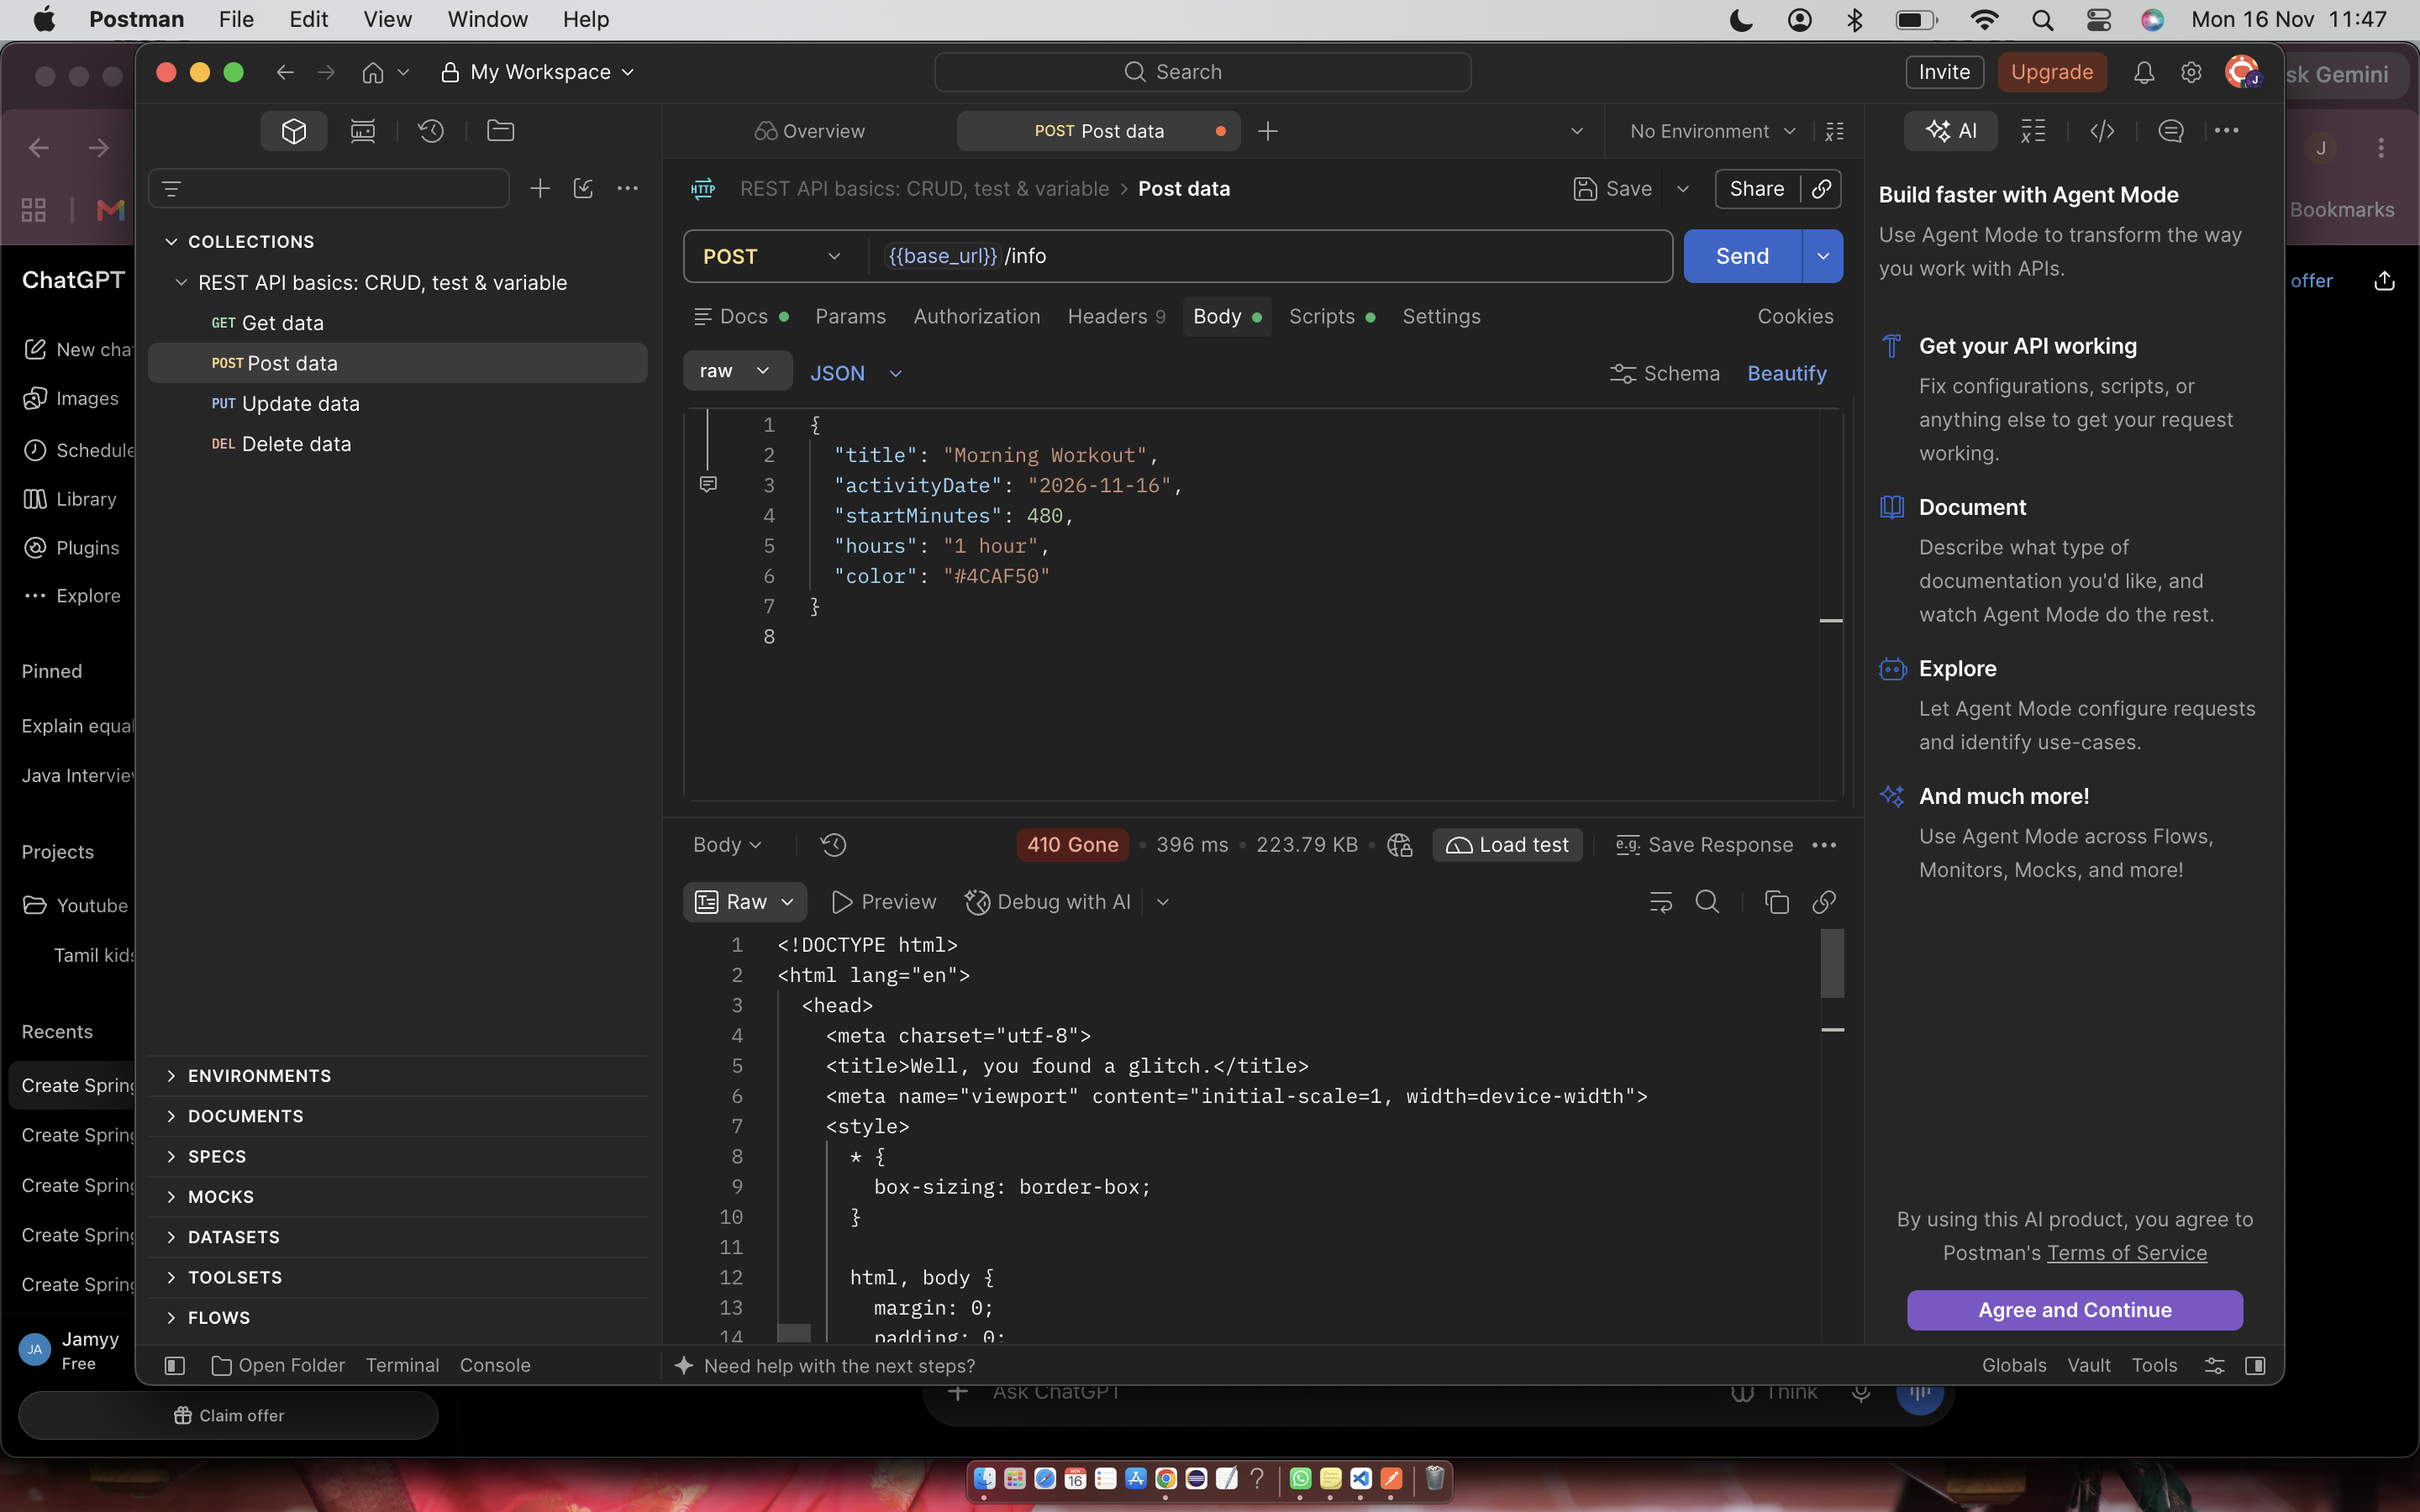 Postman File Edit View Window Help
Mon 16 Nov 11:47
My Workspace
Search
Invite
Upgrade
sk Gemini
Overview
POST Post data
No Environment
AI
J
REST API basics: CRUD, test & variable > Post data
Save
Share
Bookmarks
COLLECTIONS
REST API basics: CRUD, test & variable
GET Get data
POST Post data
PUT Update data
DEL Delete data
ENVIRONMENTS
DOCUMENTS
SPECS
MOCKS
DATASETS
TOOLSETS
FLOWS
HTTP
POST
{{base_url}} /info
Send
Docs Params Authorization Headers 9 Body Scripts Settings Cookies
raw JSON Schema Beautify
1 {
2 "title": "Morning Workout",
3 "activityDate": "2026-11-16",
4 "startMinutes": 480,
5 "hours": "1 hour",
6 "color": "#4CAF50"
7 }
8
Body 410 Gone • 396 ms • 223.79 KB • Load test e.g. Save Response
Raw Preview Debug with AI
1 <!DOCTYPE html>
2 <html lang="en">
3 <head>
4 <meta charset="utf-8">
5 <title>Well, you found a glitch.</title>
6 <meta name="viewport" content="initial-scale=1, width=device-width">
7 <style>
8 * {
9 box-sizing: border-box;
10 }
11
12 html, body {
13 margin: 0;
14 padding: 0;
Build faster with Agent Mode
Use Agent Mode to transform the way
you work with APIs.
Get your API working
Fix configurations, scripts, or
anything else to get your request
working.
Document
Describe what type of
documentation you'd like, and
watch Agent Mode do the rest.
Explore
Let Agent Mode configure requests
and identify use-cases.
And much more!
Use Agent Mode across Flows,
Monitors, Mocks, and more!
By using this AI product, you agree to
Postman's Terms of Service
Agree and Continue
Open Folder Terminal Console
Need help with the next steps?
Globals Vault Tools
ChatGPT
offer
New cha
Images
Schedule
Library
Plugins
Explore
Pinned
Explain equal
Java Interview
Projects
Youtube
Tamil kids
Recents
Create Spring
Create Spring
Create Spring
Create Spring
Create Spring
JA
Jamyy
Free
Claim offer
Ask ChatGPT
Think
NOV
16